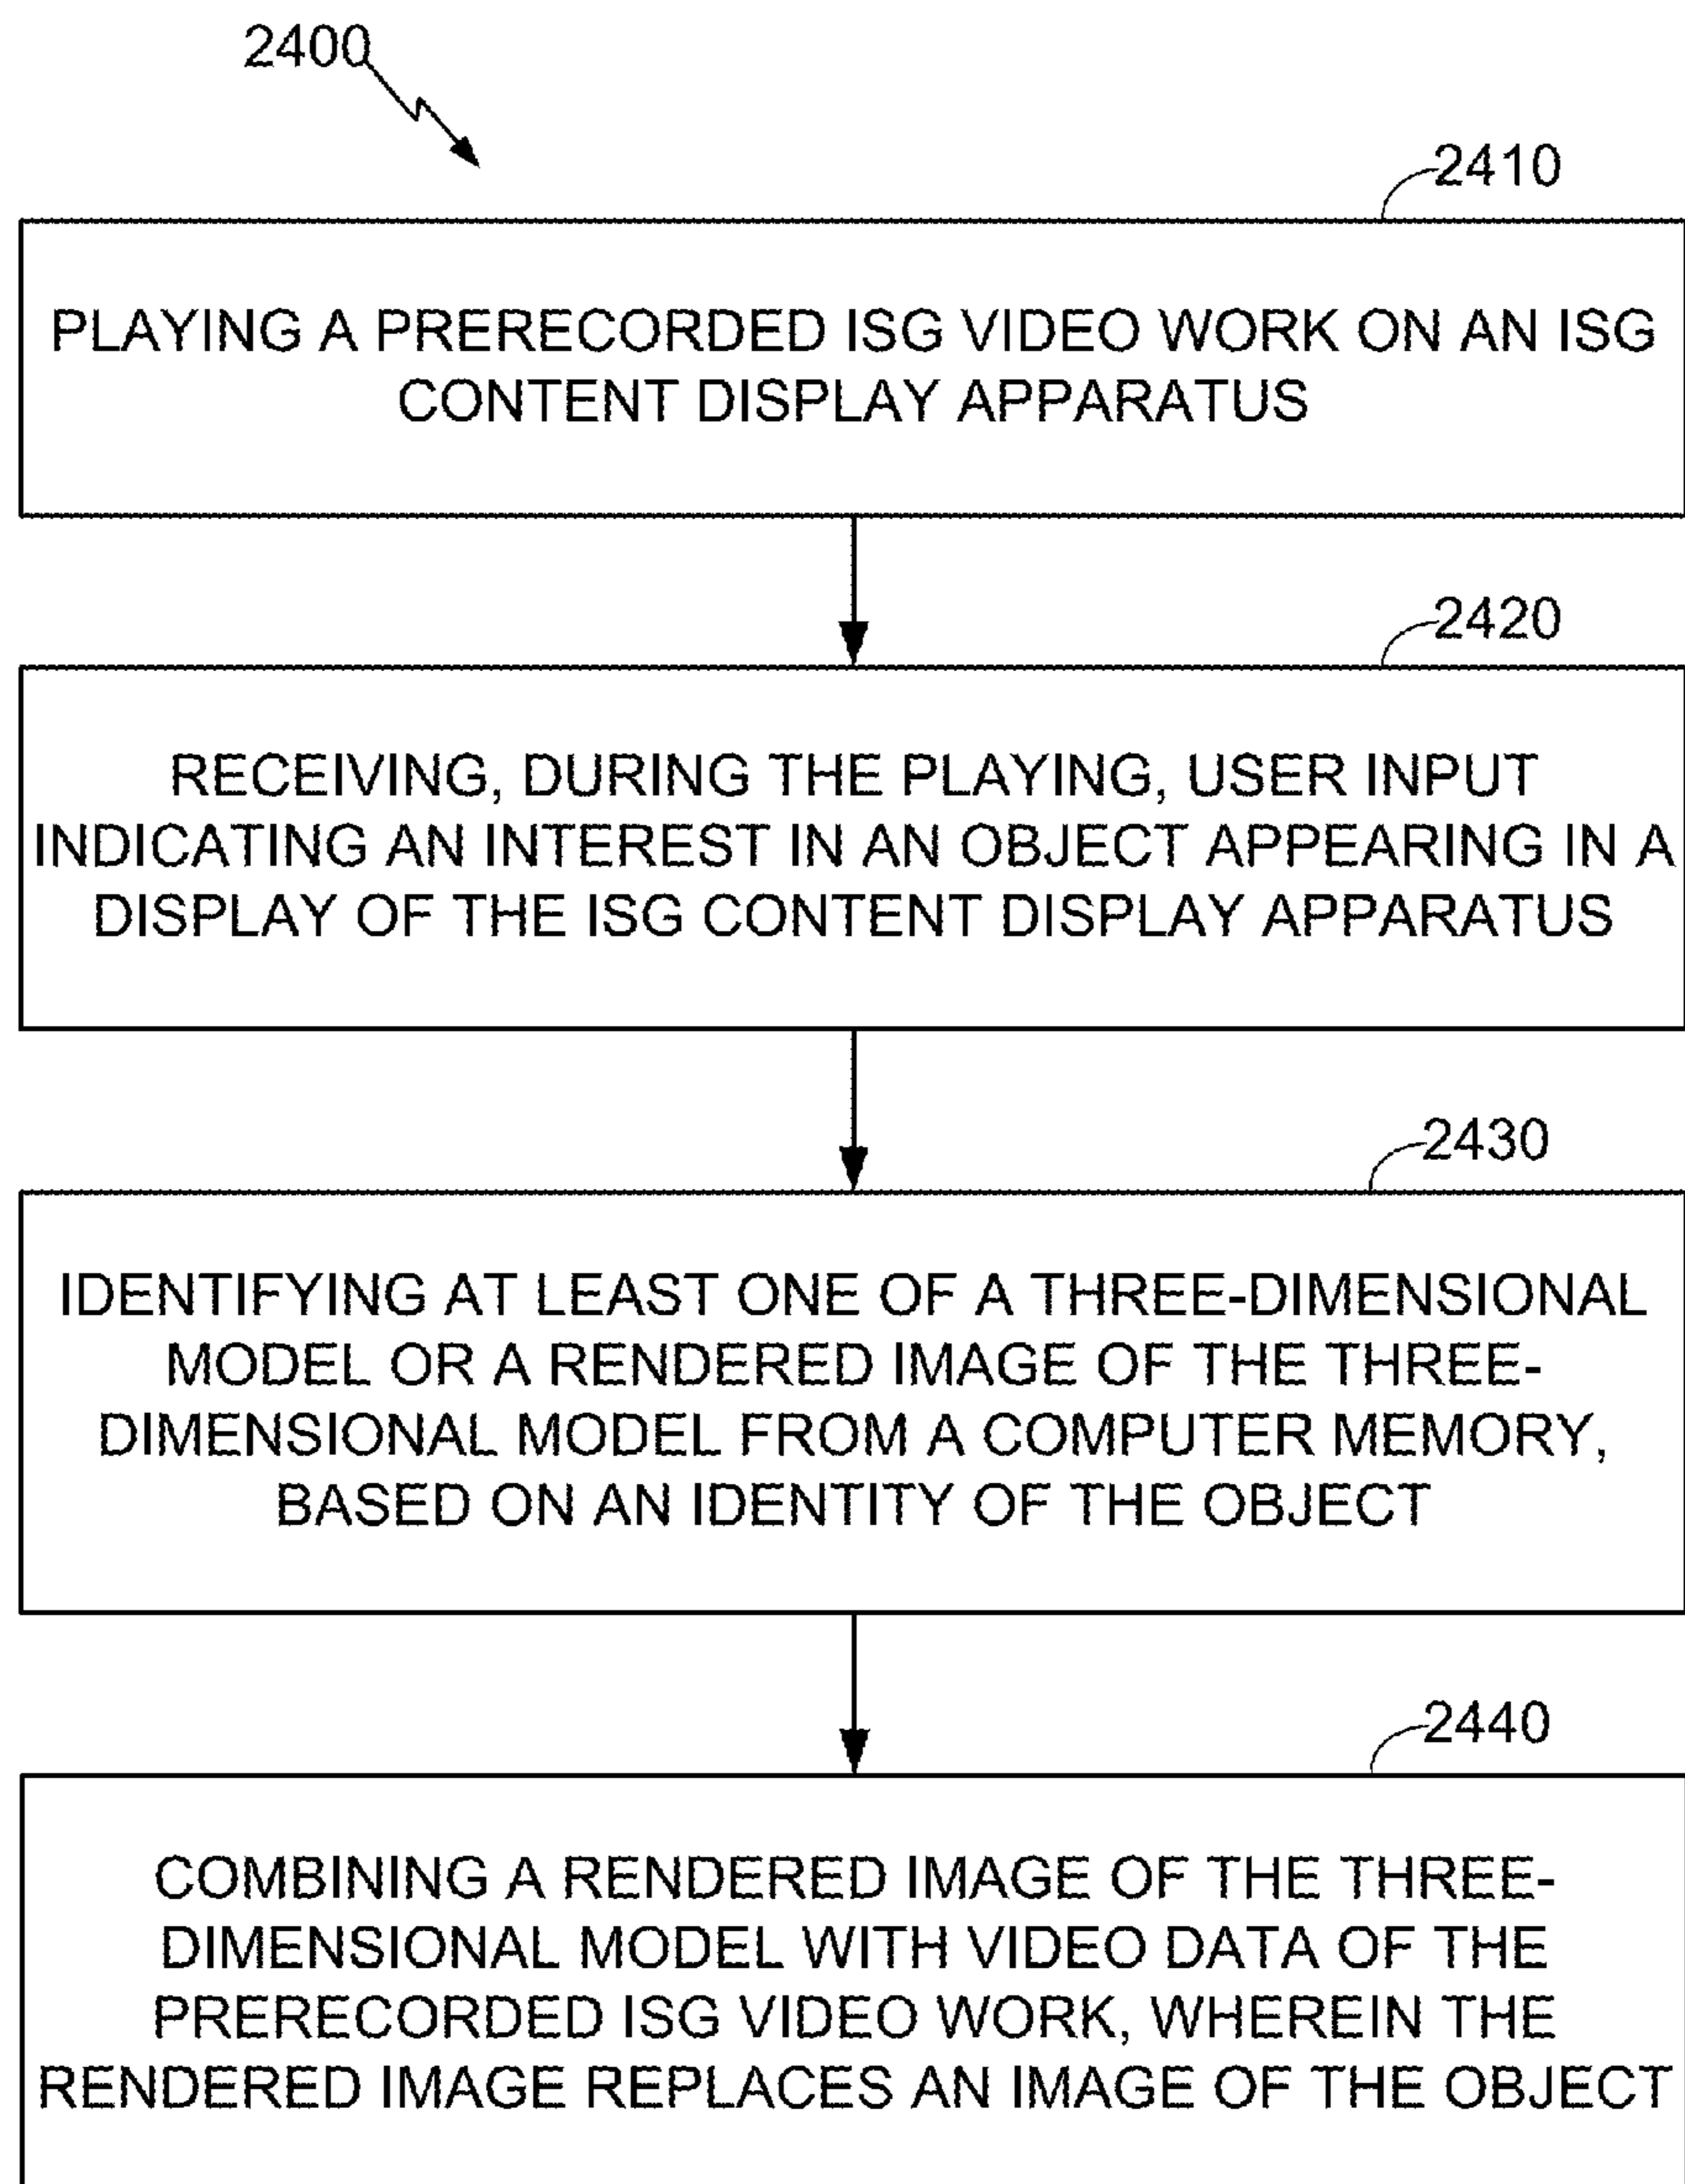 2400
2410
PLAYING A PRERECORDED ISG VIDEO WORK ON AN ISG
CONTENT DISPLAY APPARATUS
2420
RECEIVING, DURING THE PLAYING, USER INPUT
INDICATING AN INTEREST IN AN OBJECT APPEARING IN A
DISPLAY OF THE ISG CONTENT DISPLAY APPARATUS
2430
IDENTIFYING AT LEAST ONE OF A THREE-DIMENSIONAL
MODEL OR A RENDERED IMAGE OF THE THREE-
DIMENSIONAL MODEL FROM A COMPUTER MEMORY,
BASED ON AN IDENTITY OF THE OBJECT
2440
COMBINING A RENDERED IMAGE OF THE THREE-
DIMENSIONAL MODEL WITH VIDEO DATA OF THE
PRERECORDED ISG VIDEO WORK, WHEREIN THE
RENDERED IMAGE REPLACES AN IMAGE OF THE OBJECT